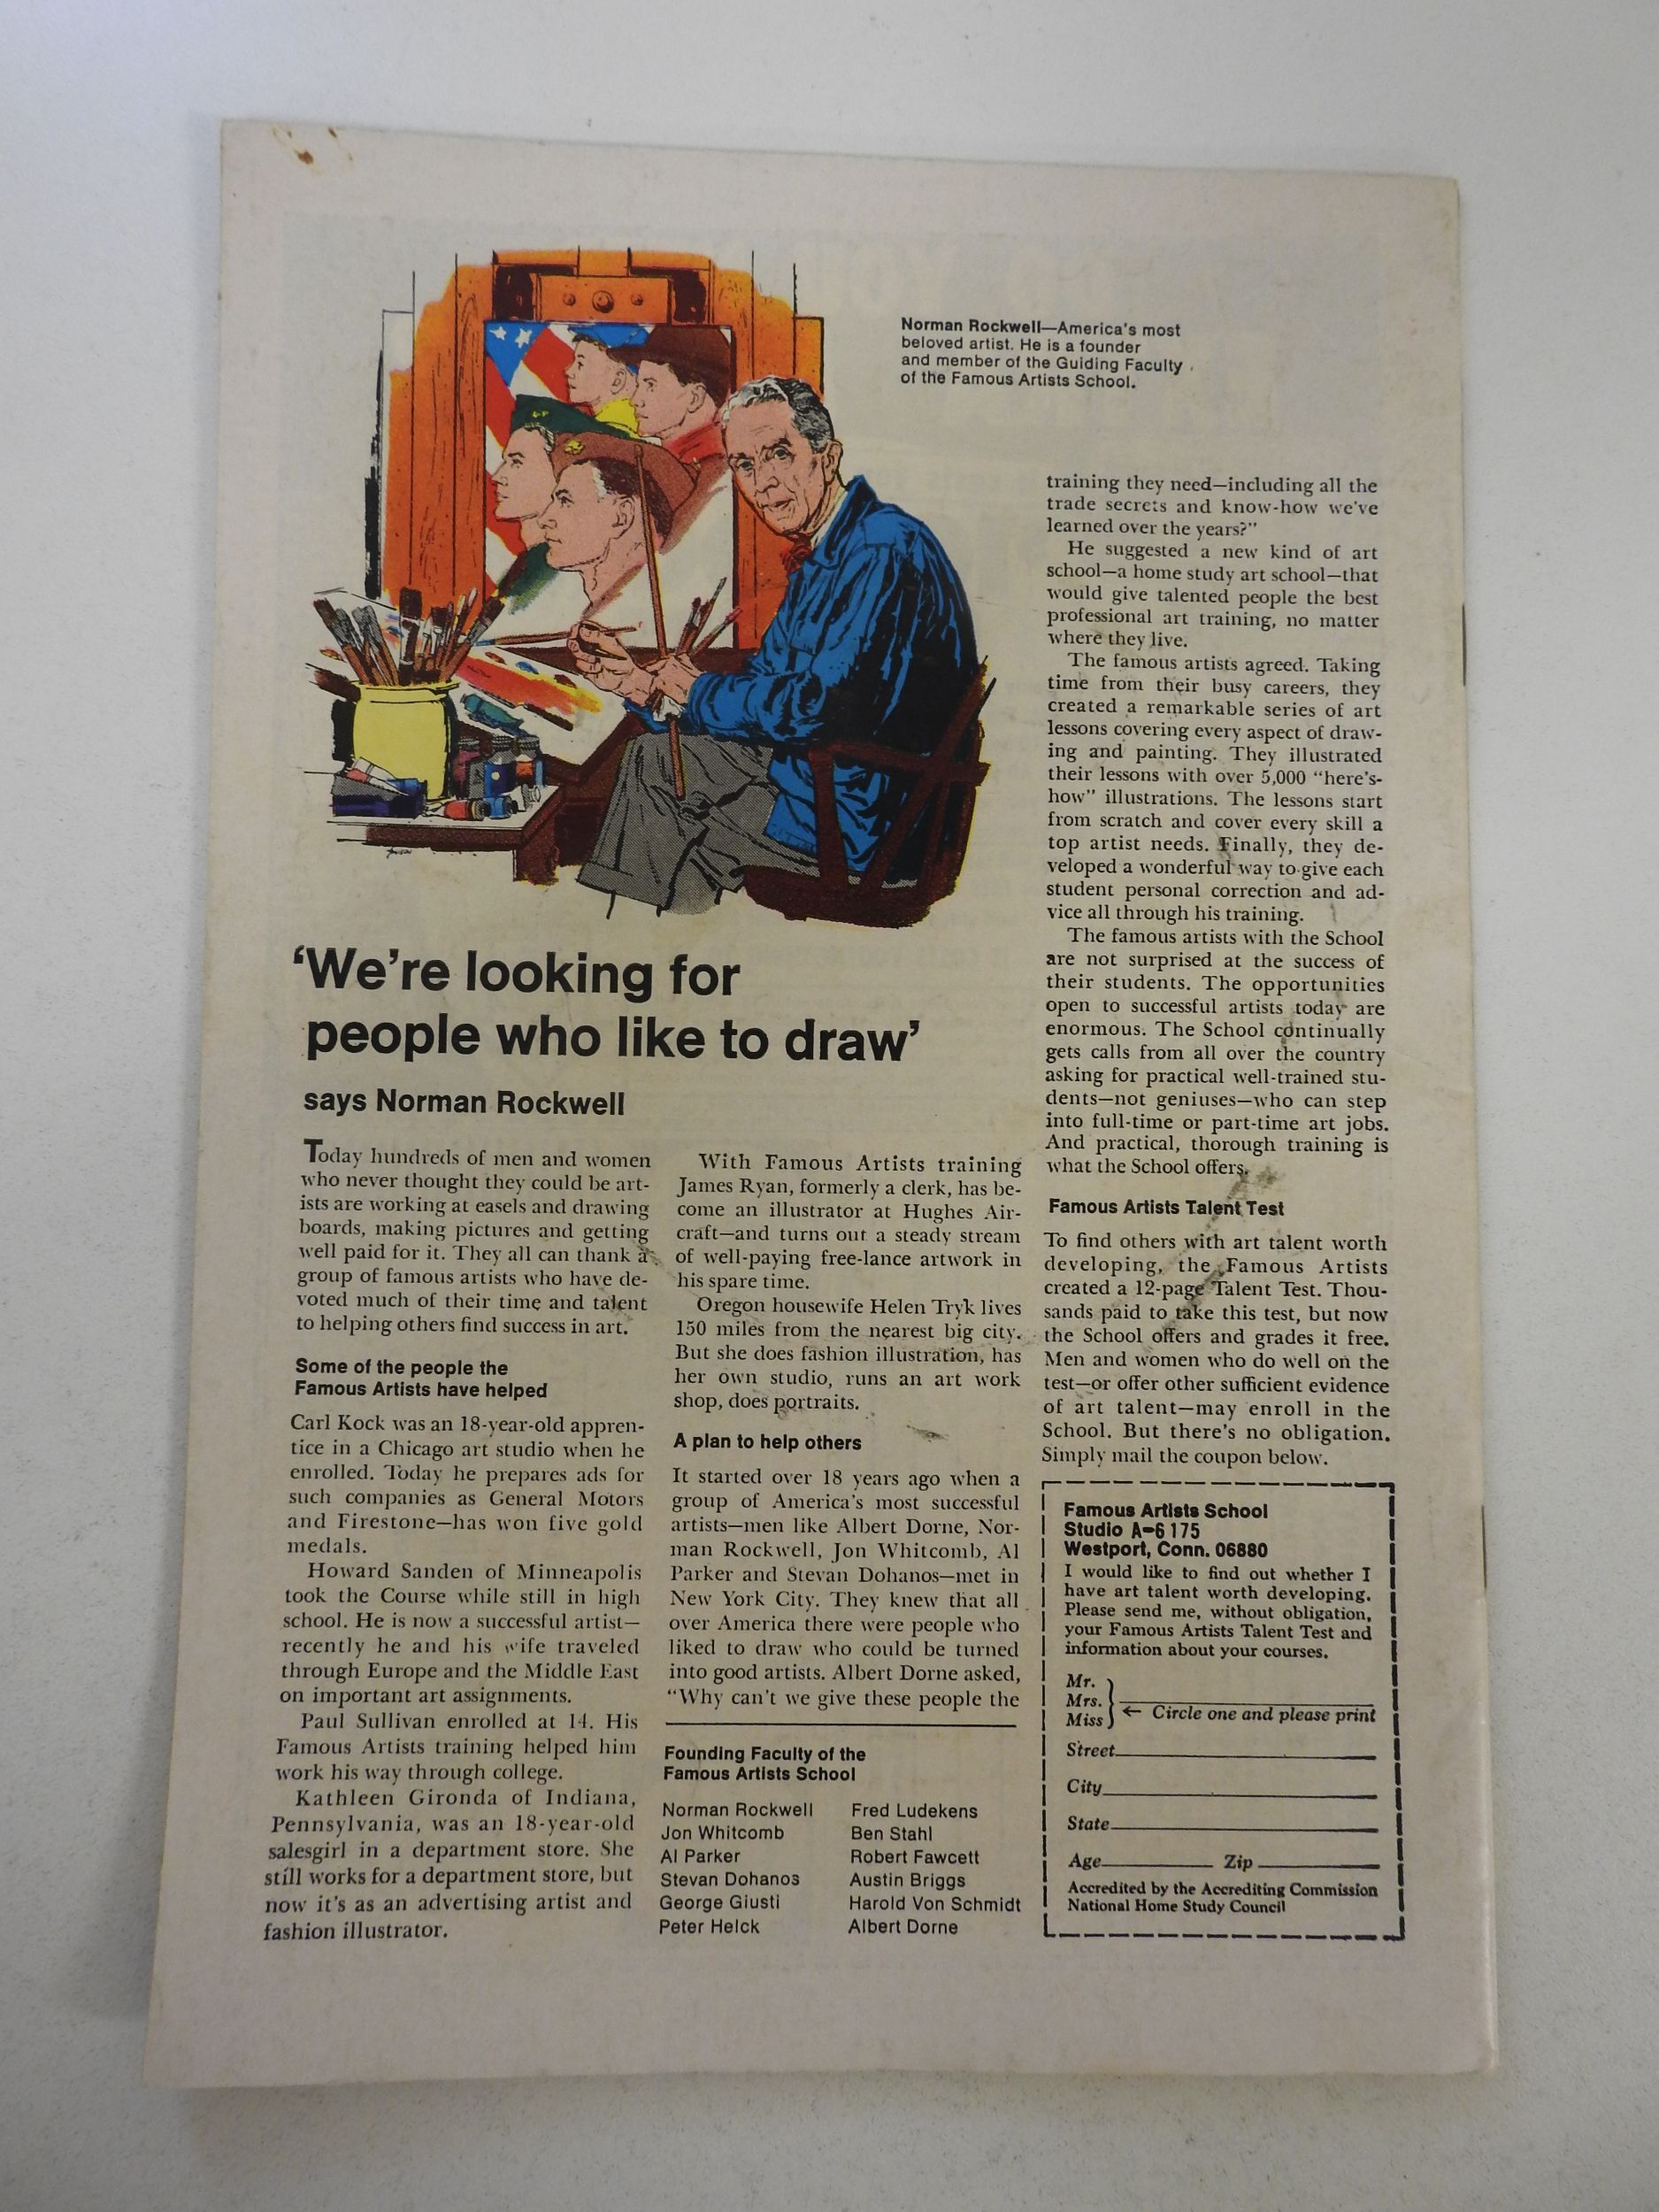 Norman Rockwell—America's most
beloved artist. He is a founder
and member of the Guiding Faculty
of the Famous Artists School.
'We're looking for
people who like to draw'
says Norman Rockwell
Today hundreds of men and women
who never thought they could be art-
ists are working at easels and drawing
boards, making pictures and getting
well paid for it. They all can thank a
group of famous artists who have de-
voted much of their time and talent
to helping others find success in art.
Some of the people the
Famous Artists have helped
Carl Kock was an 18-year-old appren-
tice in a Chicago art studio when he
enrolled. Today he prepares ads for
such companies as General Motors
and Firestone—has won five gold
medals.
Howard Sanden of Minneapolis
took the Course while still in high
school. He is now a successful artist—
recently he and his wife traveled
through Europe and the Middle East
on important art assignments.
Paul Sullivan enrolled at 14. His
Famous Artists training helped him
work his way through college.
Kathleen Gironda of Indiana,
Pennsylvania, was an 18-year-old
salesgirl in a department store. She
still works for a department store, but
now it's as an advertising artist and
fashion illustrator.
With Famous Artists training
James Ryan, formerly a clerk, has be-
come an illustrator at Hughes Air-
craft—and turns out a steady stream
of well-paying free-lance artwork in
his spare time.
Oregon housewife Helen Tryk lives
150 miles from the nearest big city.
But she does fashion illustration, has
her own studio, runs an art work
shop, does portraits.
A plan to help others
It started over 18 years ago when a
group of America's most successful
artists—men like Albert Dorne, Nor-
man Rockwell, Jon Whitcomb, Al
Parker and Stevan Dohanos—met in
New York City. They knew that all
over America there were people who
liked to draw who could be turned
into good artists. Albert Dorne asked,
"Why can't we give these people the
Founding Faculty of the
Famous Artists School
Norman Rockwell
Jon Whitcomb
Al Parker
Stevan Dohanos
George Giusti
Peter Helck
Fred Ludekens
Ben Stahl
Robert Fawcett
Austin Briggs
Harold Von Schmidt
Albert Dorne
training they need—including all the
trade secrets and know-how we've
learned over the years?"
He suggested a new kind of art
school—a home study art school—that
would give talented people the best
professional art training, no matter
where they live.
The famous artists agreed. Taking
time from their busy careers, they
created a remarkable series of art
lessons covering every aspect of draw-
ing and painting. They illustrated
their lessons with over 5,000 "here's-
how" illustrations. The lessons start
from scratch and cover every skill a
top artist needs. Finally, they de-
veloped a wonderful way to give each
student personal correction and ad-
vice all through his training.
The famous artists with the School
are not surprised at the success of
their students. The opportunities
open to successful artists today are
enormous. The School continually
gets calls from all over the country
asking for practical well-trained stu-
dents—not geniuses—who can step
into full-time or part-time art jobs.
And practical, thorough training is
what the School offers.
Famous Artists Talent Test
To find others with art talent worth
developing, the Famous Artists
created a 12-page Talent Test. Thou-
sands paid to take this test, but now
the School offers and grades it free.
Men and women who do well on the
test—or offer other sufficient evidence
of art talent—may enroll in the
School. But there's no obligation.
Simply mail the coupon below.
Famous Artists School
Studio A-6175
Westport, Conn. 06880
I would like to find out whether I
have art talent worth developing.
Please send me, without obligation,
your Famous Artists Talent Test and
information about your courses.
Mr.
Mrs.
Miss ← Circle one and please print
Street
City
State
Age Zip
Accredited by the Accrediting Commission
National Home Study Council